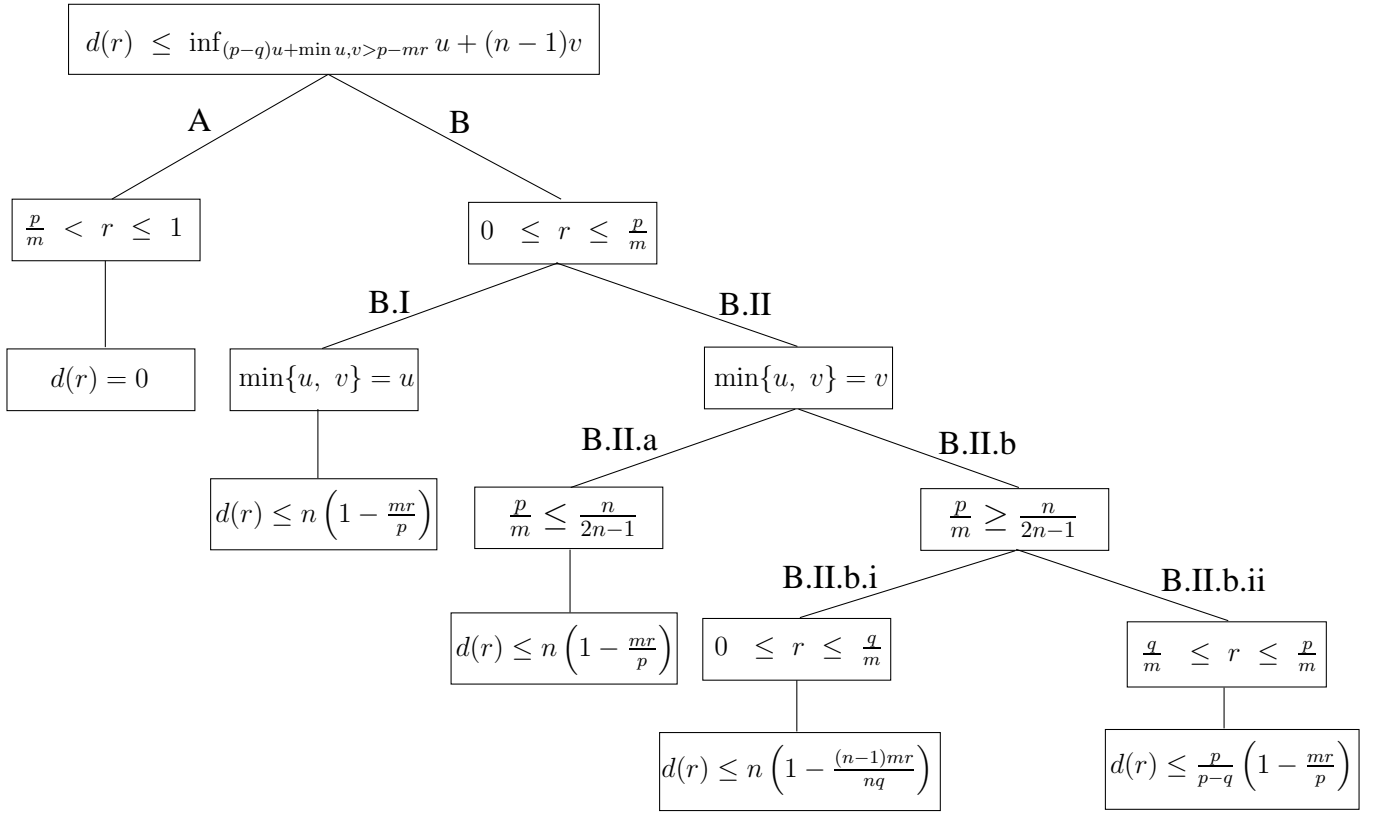 d(r) ≤ inf_{(p−q)u+min u,v>p−mr} u + (n − 1)v
A
B
p/m < r ≤ 1
0 ≤ r ≤ p/m
B.I
B.II
d(r) = 0
min{u, v} = u
min{u, v} = v
B.II.a
B.II.b
d(r) ≤ n(1 − mr/p)
p/m ≤ n/(2n−1)
p/m ≥ n/(2n−1)
B.II.b.i
B.II.b.ii
d(r) ≤ n(1 − mr/p)
0 ≤ r ≤ q/m
q/m ≤ r ≤ p/m
d(r) ≤ n(1 − (n−1)mr/nq)
d(r) ≤ p/(p−q) (1 − mr/p)